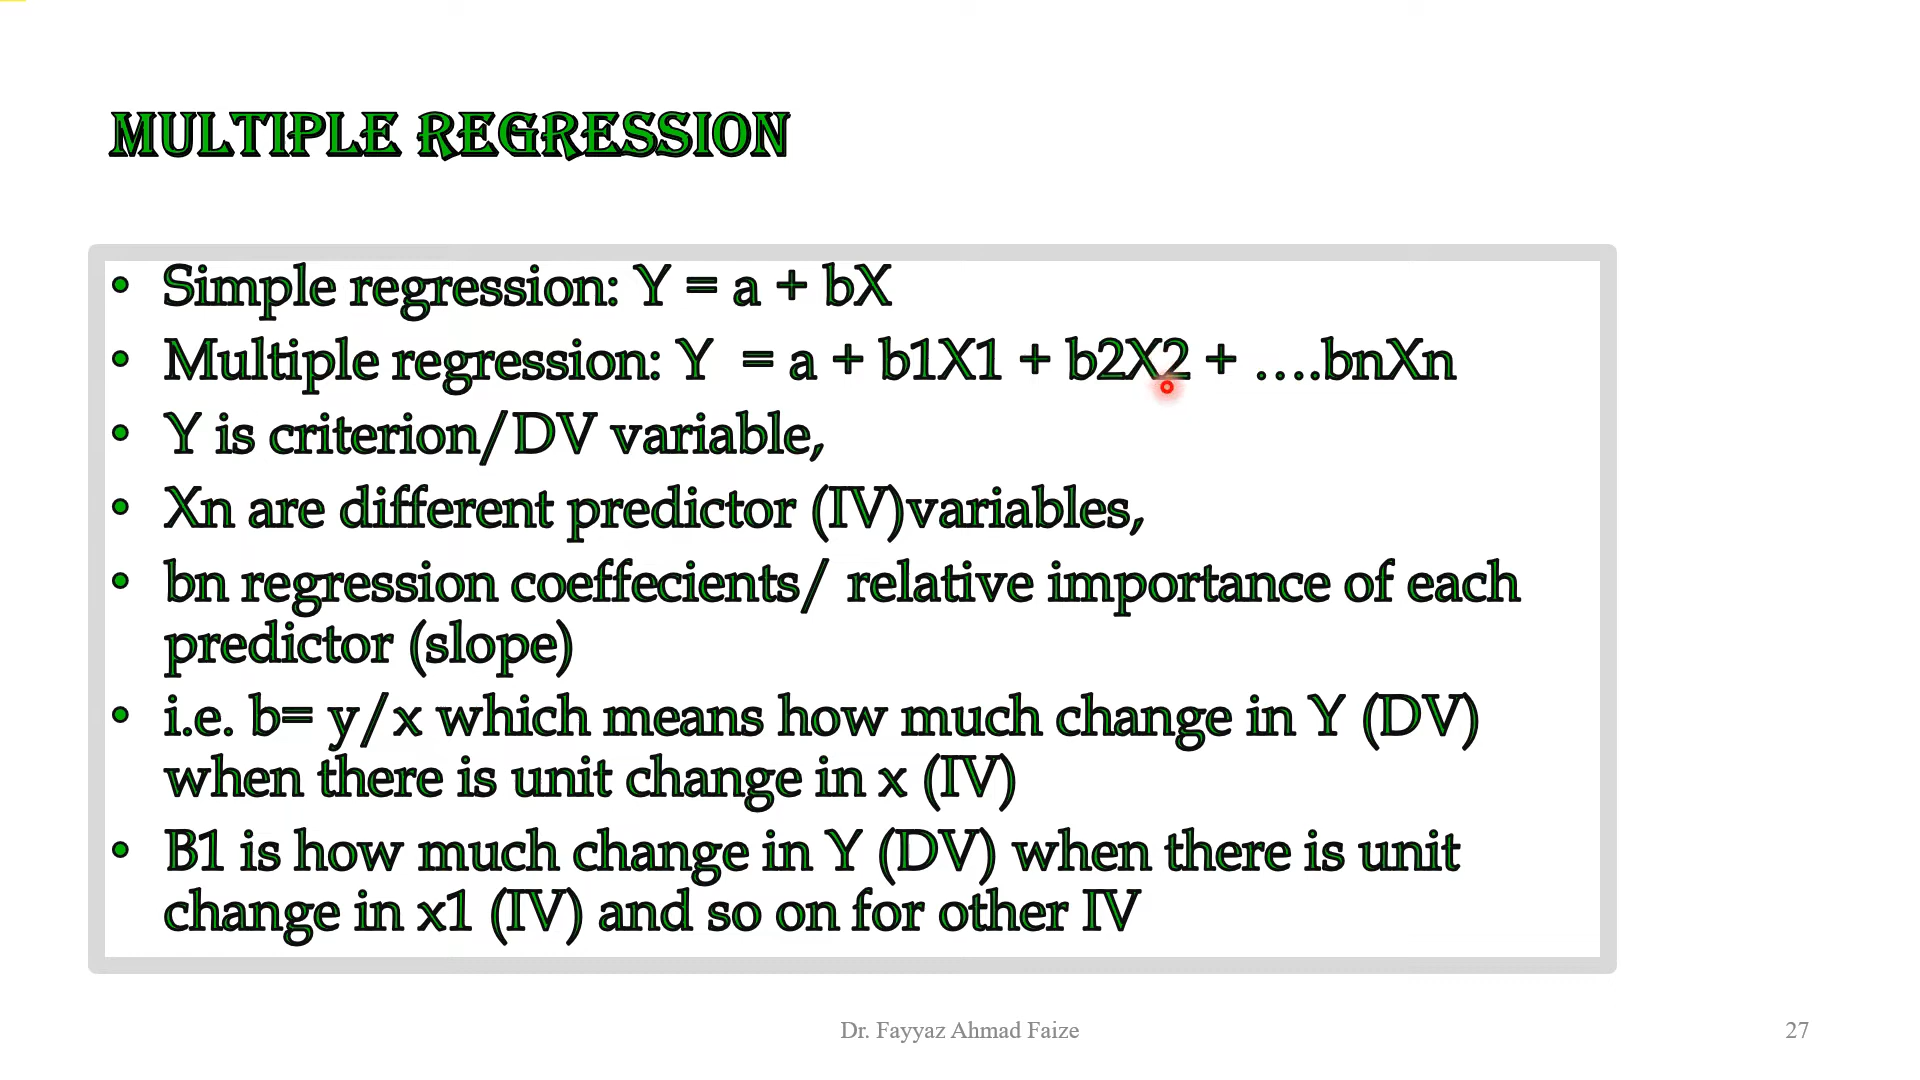 MULTIPLE REGRESSION
• Simple regression: Y = a + bX
• Multiple regression: Y = a + b1X1 + b2X2 + ….bnXn
• Y is criterion/DV variable,
• Xn are different predictor (IV)variables,
• bn regression coeffecients/ relative importance of each
predictor (slope)
• i.e. b= y/x which means how much change in Y (DV)
when there is unit change in x (IV)
• B1 is how much change in Y (DV) when there is unit
change in x1 (IV) and so on for other IV
Dr. Fayyaz Ahmad Faize
27